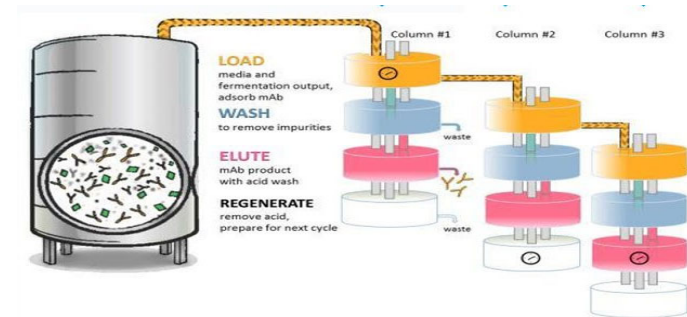 Column #1
Column #2
Column #3
LOAD
media and
fermentation output,
adsorb mAb
WASH
to remove impurities
waste
ELUTE
mAb product
with acid wash
REGENERATE
remove acid,
prepare for next cycle
waste